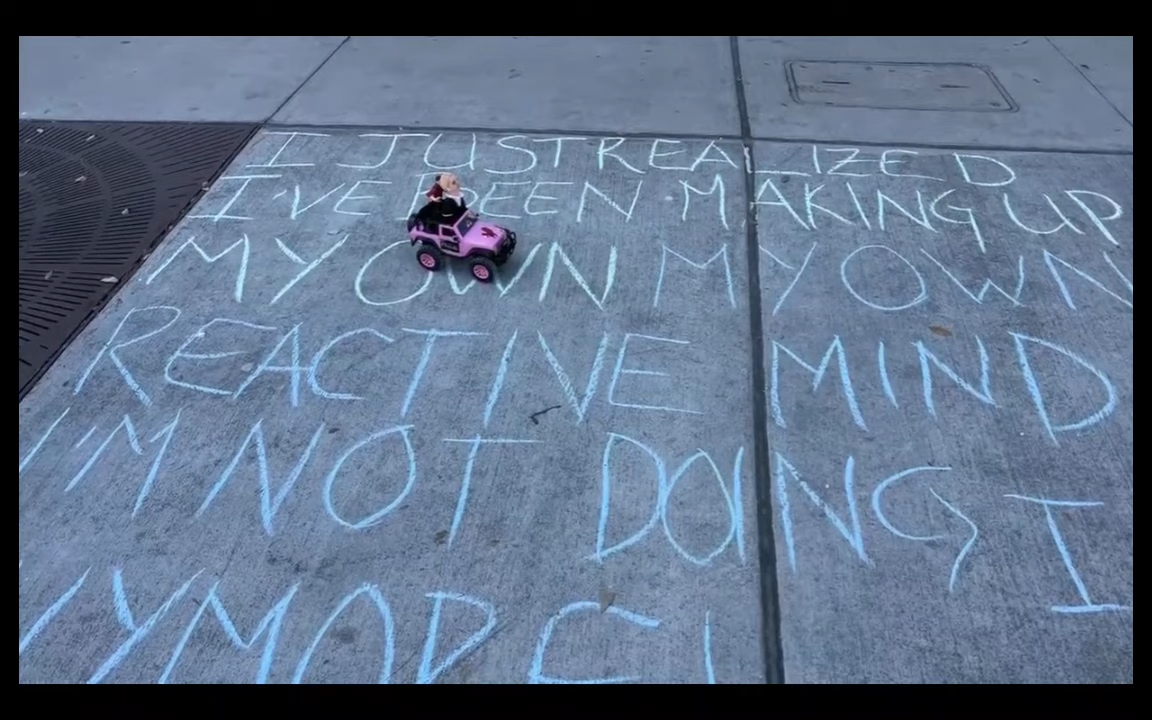 I JUST REALIZED
I'VE BEEN MAKING UP
MY OWN MY OWN
REACTIVE MIND
I'M NOT DOING I